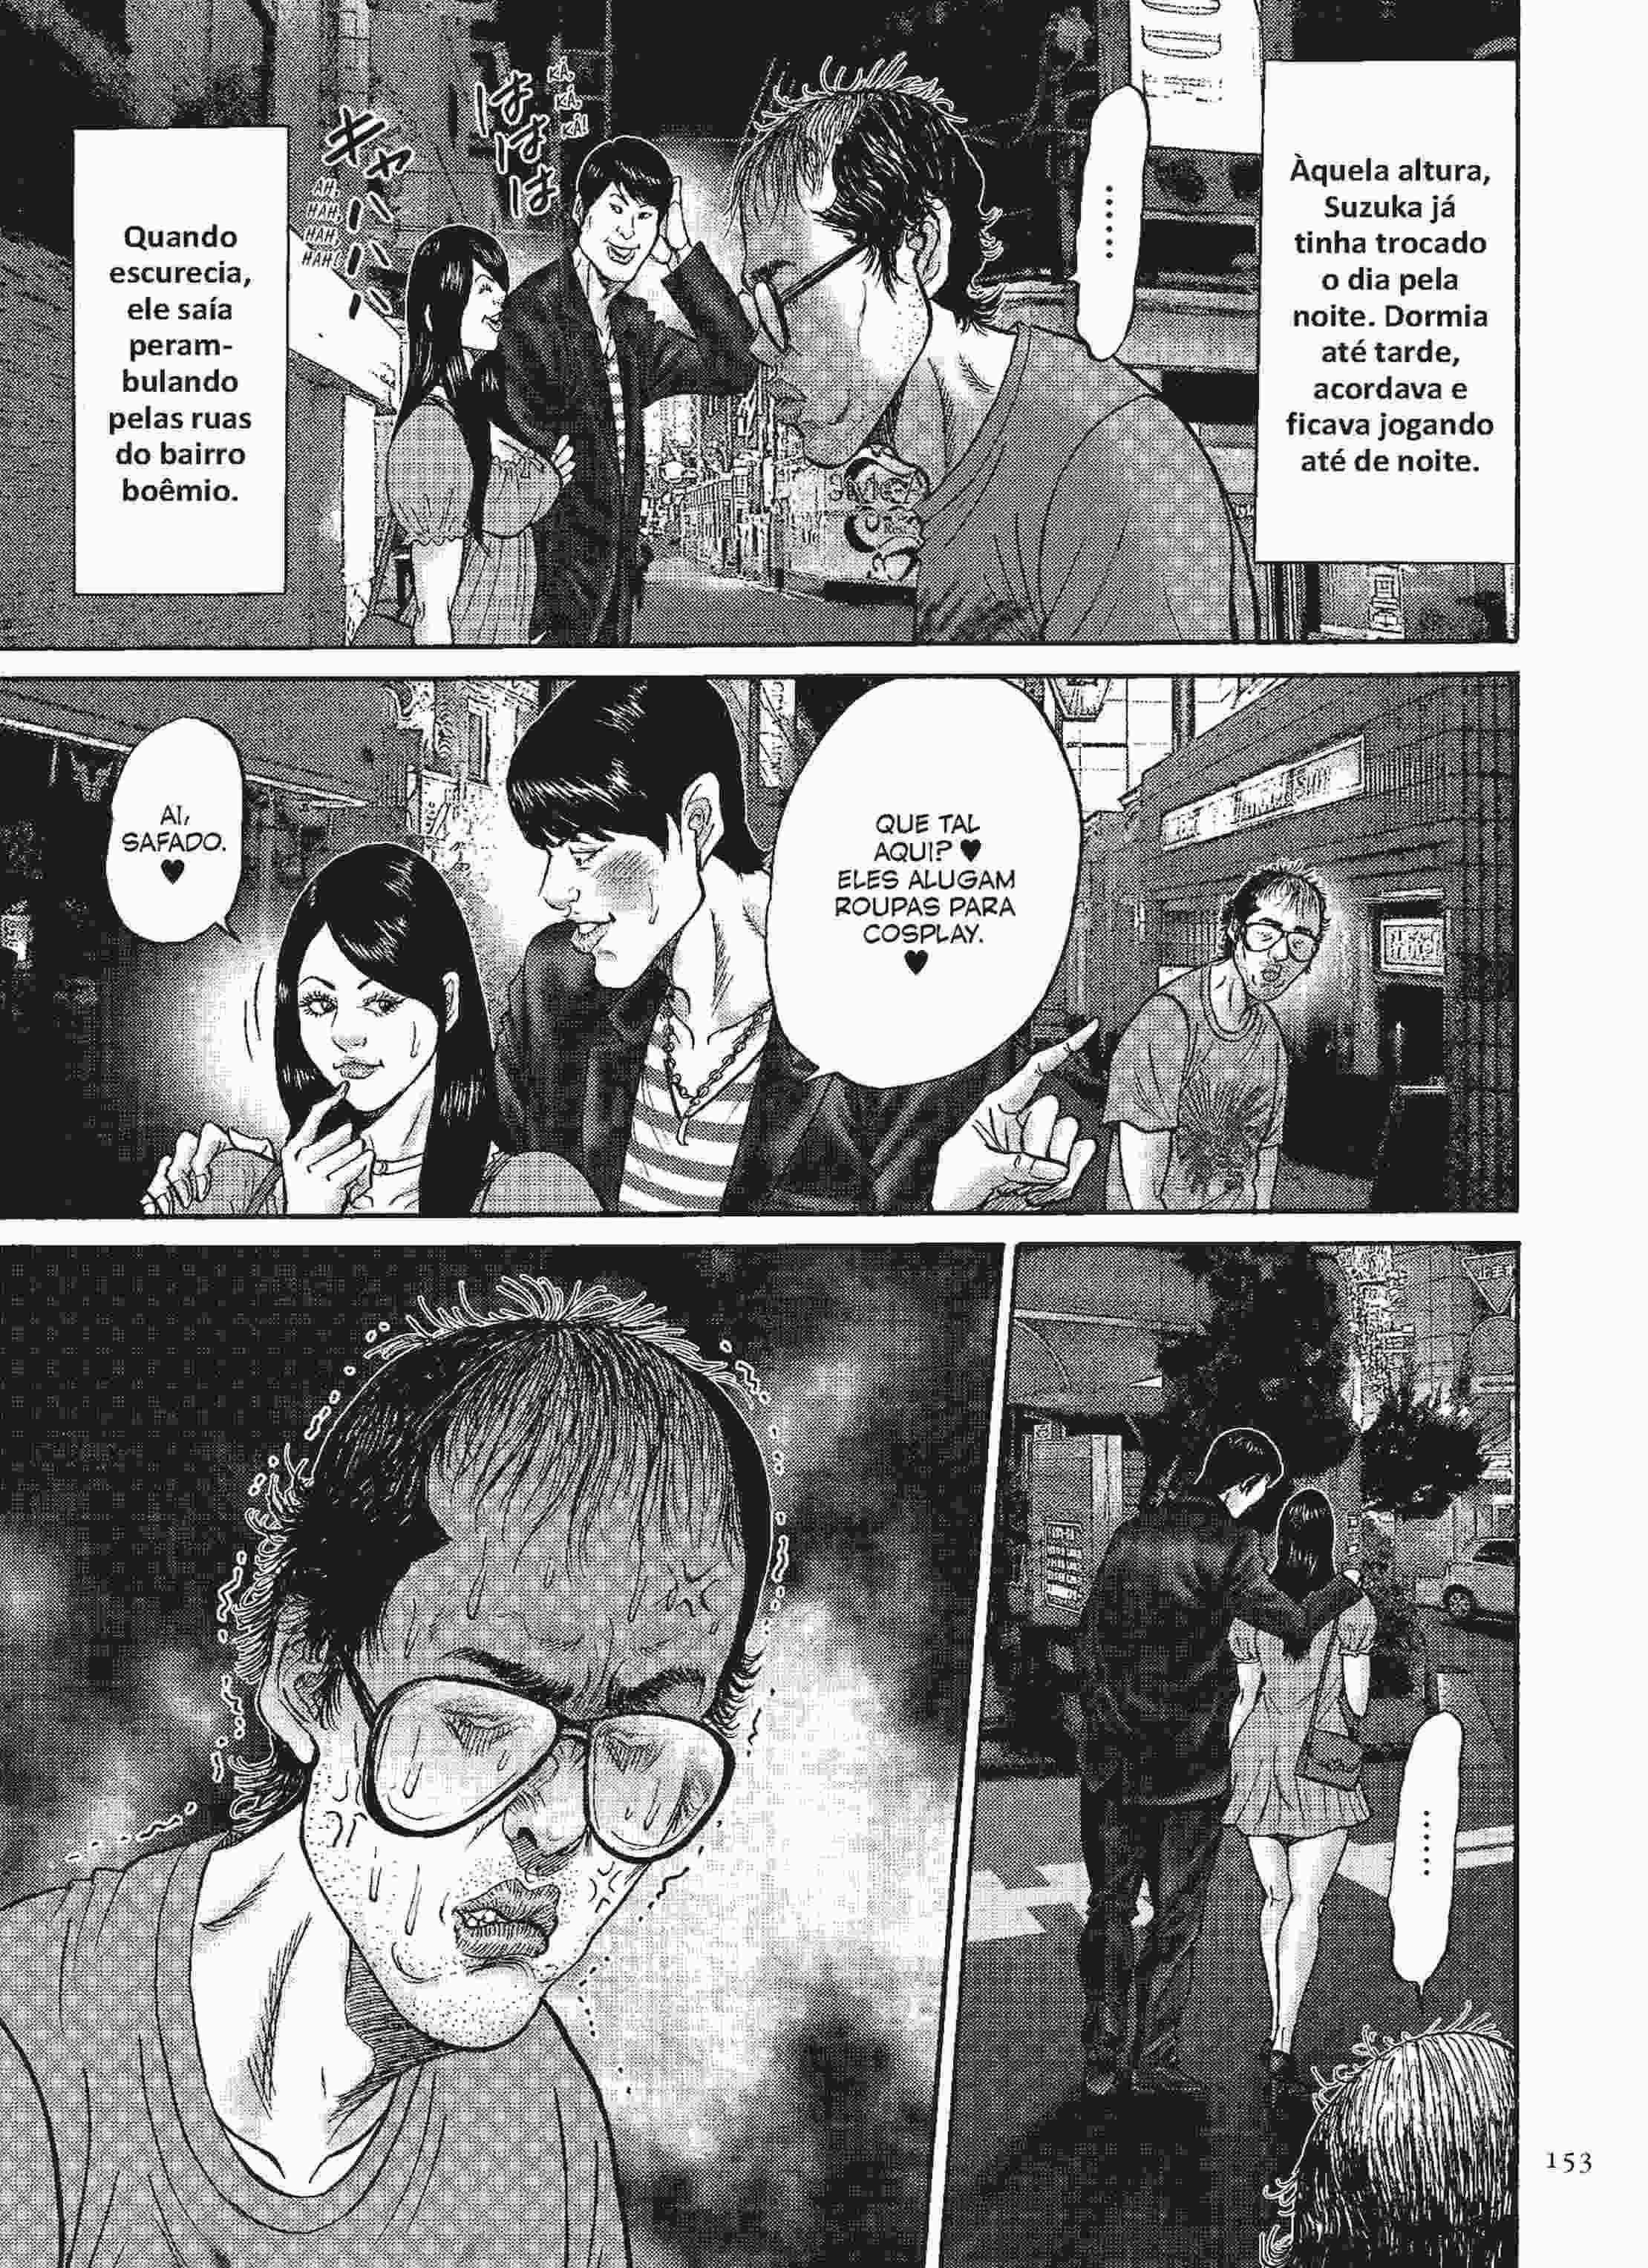 Àquela altura,
Suzuka já
tinha trocado
o dia pela
noite. Dormia
até tarde,
acordava e
ficava jogando
até de noite.
......
ははは
KÁ,
KÁ,
KÁ!
キャハハハ
AH,
HAH,
HAH,
HAH!
Quando
escurecia,
ele saía
peram-
bulando
pelas ruas
do bairro
boêmio.
Hotel
QUE TAL
AQUI? ♥
ELES ALUGAM
ROUPAS PARA
COSPLAY.
♥
AI,
SAFADO.
♥
......
153